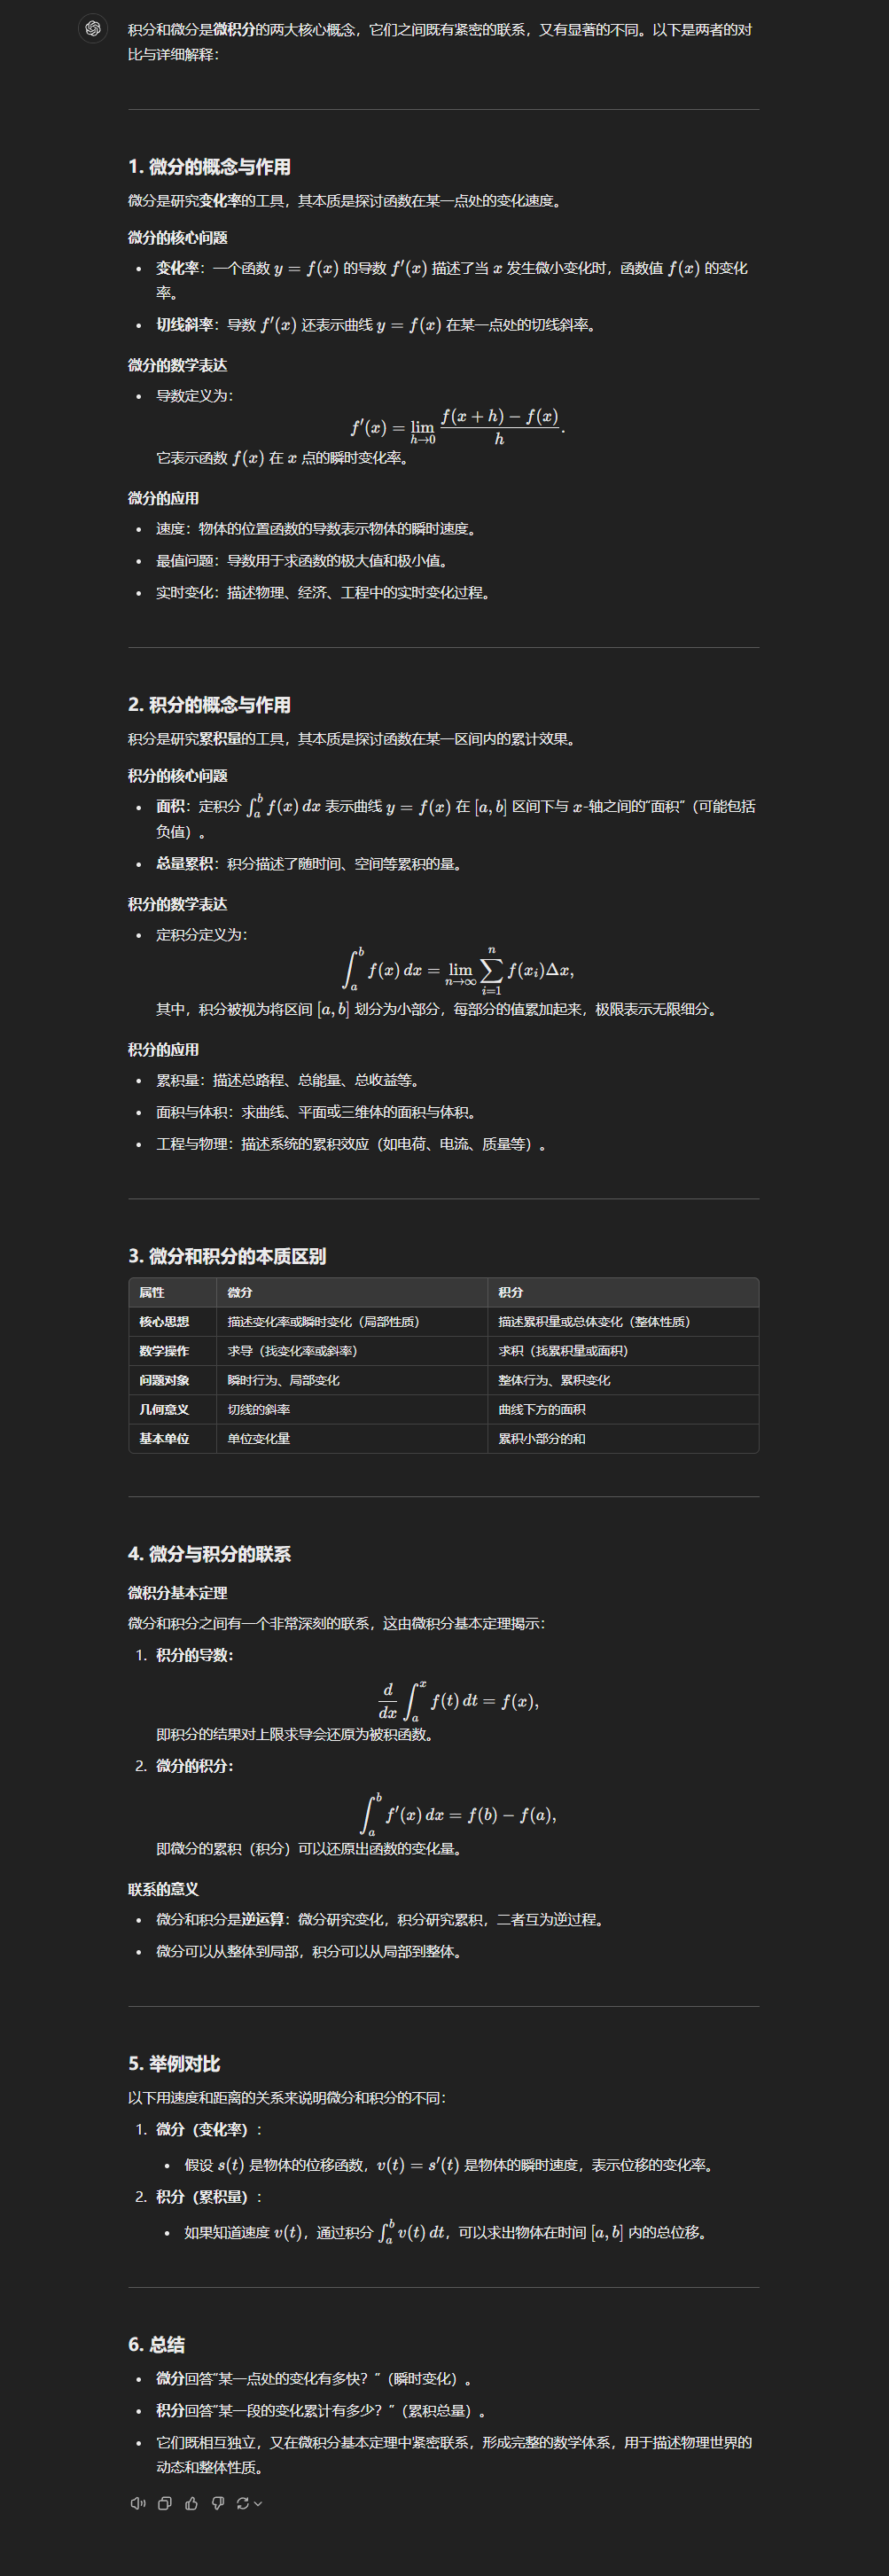 积分和微分是微积分的两大核心概念，它们之间既有紧密的联系，又有显著的不同。以下是两者的对
比与详细解释：
1. 微分的概念与作用
微分是研究变化率的工具，其本质是探讨函数在某一点处的变化速度。
微分的核心问题
• 变化率：一个函数 y = f(x) 的导数 f′(x) 描述了当 x 发生微小变化时，函数值 f(x) 的变化
率。
• 切线斜率：导数 f′(x) 还表示曲线 y = f(x) 在某一点处的切线斜率。
微分的数学表达
• 导数定义为：
f′(x) = lim_{h→0} \frac{f(x + h) − f(x)}{h}.
它表示函数 f(x) 在 x 点的瞬时变化率。
微分的应用
• 速度：物体的位置函数的导数表示物体的瞬时速度。
• 最值问题：导数用于求函数的极大值和极小值。
• 实时变化：描述物理、经济、工程中的实时变化过程。
2. 积分的概念与作用
积分是研究累积量的工具，其本质是探讨函数在某一区间内的累计效果。
积分的核心问题
• 面积：定积分 ∫_a^b f(x) dx 表示曲线 y = f(x) 在 [a, b] 区间下与 x-轴之间的“面积”（可能包括
负值）。
• 总量累积：积分描述了随时间、空间等累积的量。
积分的数学表达
• 定积分定义为：
∫_a^b f(x) dx = lim_{n→∞} ∑_{i=1}^n f(x_i)Δx,
其中，积分被视为将区间 [a, b] 划分为小部分，每部分的值累加起来，极限表示无限细分。
积分的应用
• 累积量：描述总路程、总能量、总收益等。
• 面积与体积：求曲线、平面或三维体的面积与体积。
• 工程与物理：描述系统的累积效应（如电荷、电流、质量等）。
3. 微分和积分的本质区别
属性 微分 积分
核心思想 描述变化率或瞬时变化（局部性质） 描述累积量或总体变化（整体性质）
数学操作 求导（找变化率或斜率） 求积（找累积量或面积）
问题对象 瞬时行为、局部变化 整体行为、累积变化
几何意义 切线的斜率 曲线下方的面积
基本单位 单位变化量 累积小部分的和
4. 微分与积分的联系
微积分基本定理
微分和积分之间有一个非常深刻的联系，这由微积分基本定理揭示：
1. 积分的导数：
\frac{d}{dx} ∫_a^x f(t) dt = f(x),
即积分的结果对上限求导会还原为被积函数。
2. 微分的积分：
∫_a^b f′(x) dx = f(b) − f(a),
即微分的累积（积分）可以还原出函数的变化量。
联系的意义
• 微分和积分是逆运算：微分研究变化，积分研究累积，二者互为逆过程。
• 微分可以从整体到局部，积分可以从局部到整体。
5. 举例对比
以下用速度和距离的关系来说明微分和积分的不同：
1. 微分（变化率）：
• 假设 s(t) 是物体的位移函数，v(t) = s′(t) 是物体的瞬时速度，表示位移的变化率。
2. 积分（累积量）：
• 如果知道速度 v(t)，通过积分 ∫_a^b v(t) dt，可以求出物体在时间 [a, b] 内的总位移。
6. 总结
• 微分回答“某一点处的变化有多快？”（瞬时变化）。
• 积分回答“某一段的变化累计有多少？”（累积总量）。
• 它们既相互独立，又在微积分基本定理中紧密联系，形成完整的数学体系，用于描述物理世界的
动态和整体性质。